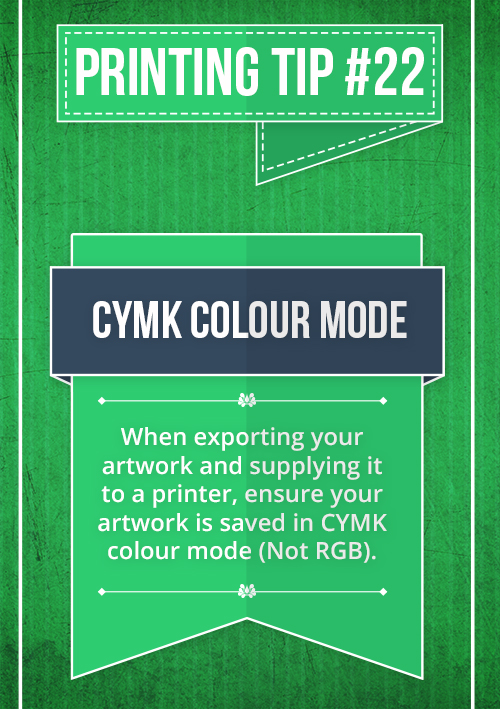 PRINTING TIP #22
CYMK COLOUR MODE
When exporting your
artwork and supplying it
to a printer, ensure your
artwork is saved in CYMK
colour mode (Not RGB).